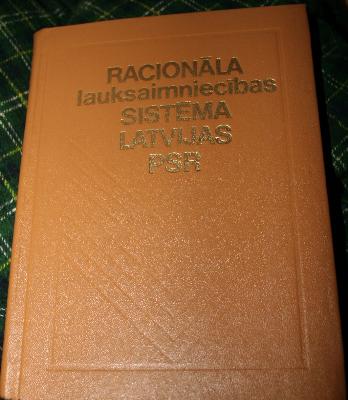 RACIONĀLA
lauksaimniecības
SISTĒMA
LATVIJAS
PSR